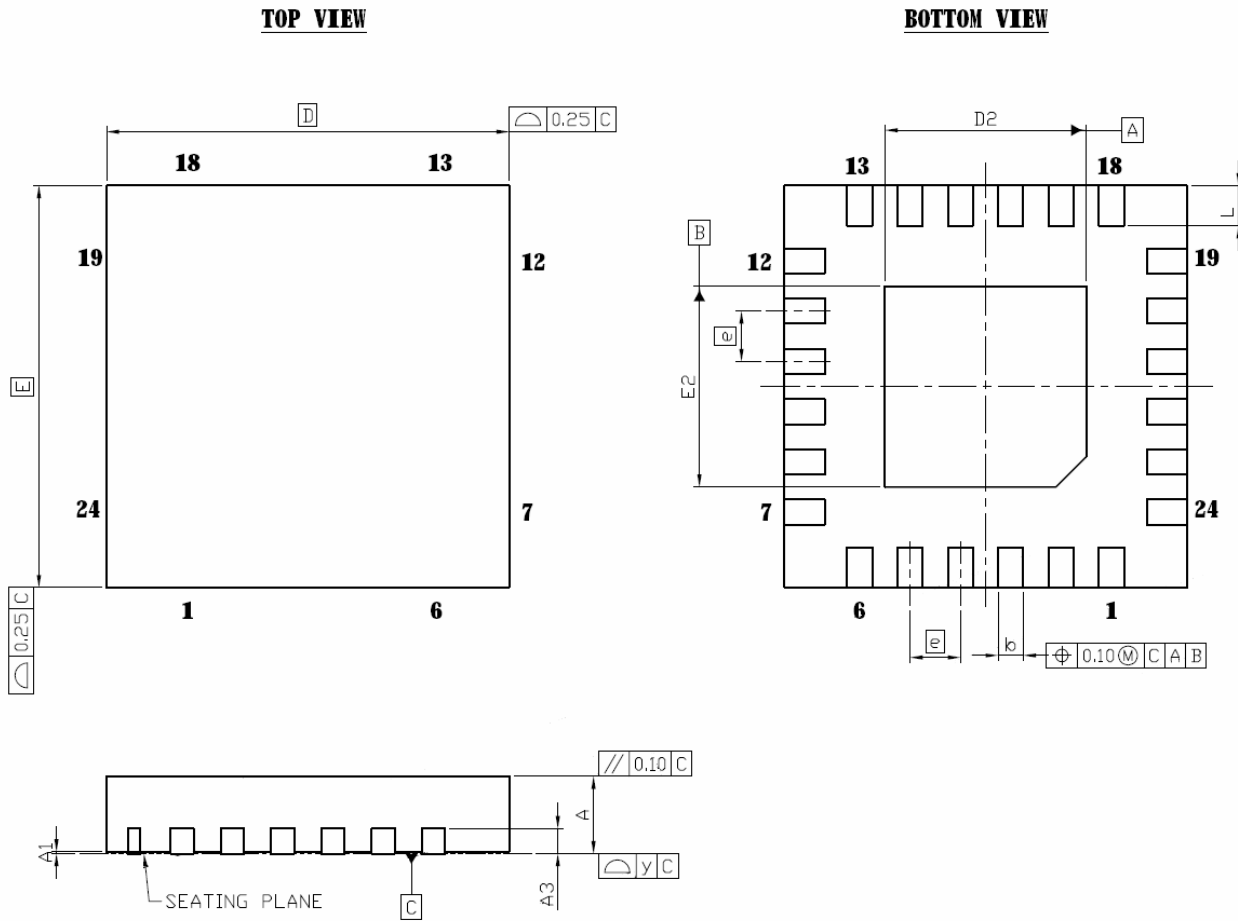 TOP VIEW
BOTTOM VIEW
D
⌓ 0.25 C
D2
A
18 13
13 18
L
B
19
12
12
19
e
E
E2
24
7
7
24
1 6
6 1
⌓ 0.25 C
e
b
⌖ 0.10 Ⓜ C A B
// 0.10 C
A
A1
⌓ y C
A3
SEATING PLANE
C